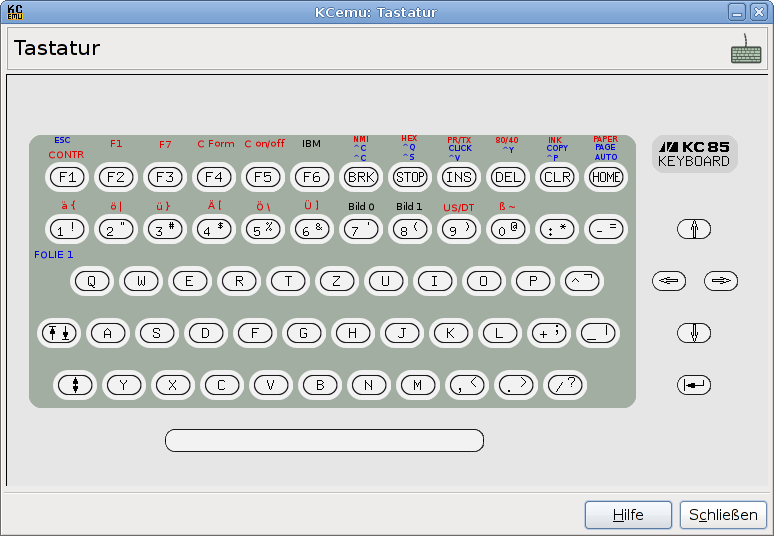 KC EMU KCemu: Tastatur
Tastatur
ESC F1 F7 C Form C on/off IBM NMI HEX PR/TX 80/40 INK PAPER
CONTR ^C ^Q CLICK ^Y COPY PAGE
^C ^S ^V ^P AUTO
F1 F2 F3 F4 F5 F6 BRK STOP INS DEL CLR HOME
KC 85
KEYBOARD
ä { ö | ü } Ä [ Ö \ Ü ] Bild 0 Bild 1 US/DT ß ~
1 ! 2 " 3 # 4 $ 5 % 6 & 7 ' 8 ( 9 ) 0 @ : * - =
FOLIE 1
Q W E R T Z U I O P ^ ¬
A S D F G H J K L + ; _ |
Y X C V B N M , < . > / ?
Hilfe Schließen